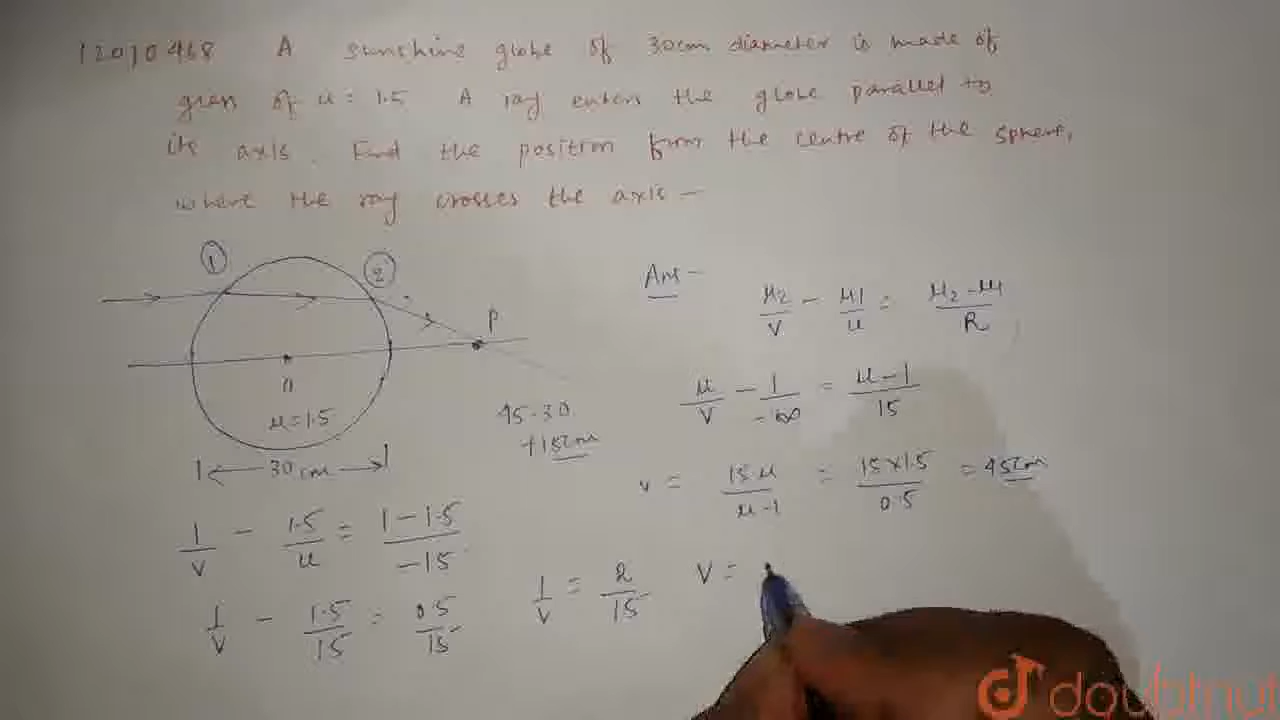 12010468 A sunshine globe of 30cm diameter is made of
glass of μ = 1.5 A ray enters the globe parallel to
its axis. Find the position from the centre of the sphere,
where the ray crosses the axis —
1
2
P
O
μ=1.5
30cm
45-30
+15cm
Ans —
μ2/V - μ1/u = μ2-μ1/R
μ/V - 1/-∞ = μ-1/15
v = 15μ/μ-1 = 15×1.5/0.5 = 45cm
1/V - 1.5/u = 1-1.5/-15
1/V - 1.5/15 = 0.5/15
1/V = 2/15 V =
doubtnut